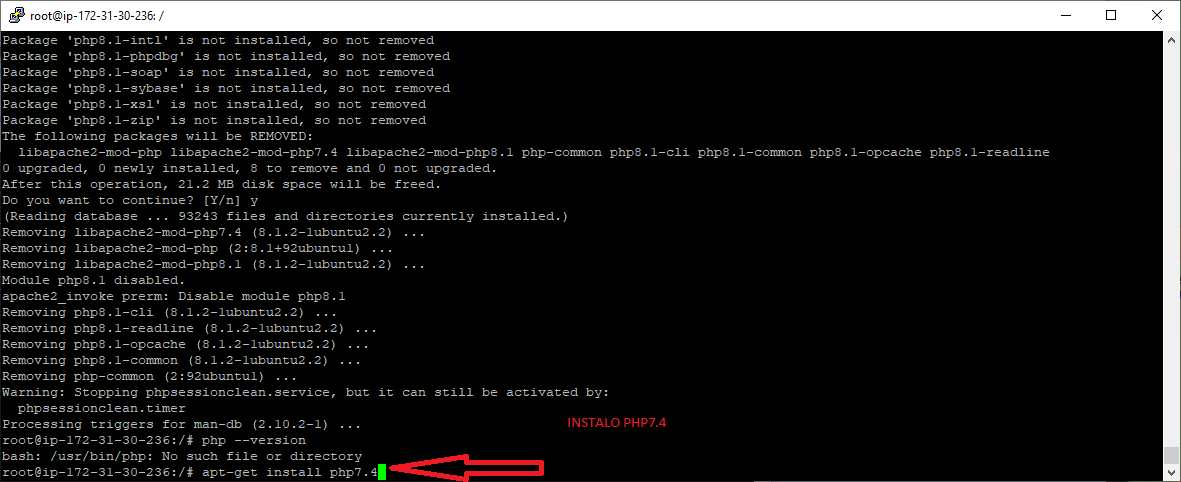 root@ip-172-31-30-236: /
Package 'php8.1-intl' is not installed, so not removed
Package 'php8.1-phpdbg' is not installed, so not removed
Package 'php8.1-soap' is not installed, so not removed
Package 'php8.1-sybase' is not installed, so not removed
Package 'php8.1-xsl' is not installed, so not removed
Package 'php8.1-zip' is not installed, so not removed
The following packages will be REMOVED:
  libapache2-mod-php libapache2-mod-php7.4 libapache2-mod-php8.1 php-common php8.1-cli php8.1-common php8.1-opcache php8.1-readline
0 upgraded, 0 newly installed, 8 to remove and 0 not upgraded.
After this operation, 21.2 MB disk space will be freed.
Do you want to continue? [Y/n] y
(Reading database ... 93243 files and directories currently installed.)
Removing libapache2-mod-php7.4 (8.1.2-1ubuntu2.2) ...
Removing libapache2-mod-php (2:8.1+92ubuntu1) ...
Removing libapache2-mod-php8.1 (8.1.2-1ubuntu2.2) ...
Module php8.1 disabled.
apache2_invoke prerm: Disable module php8.1
Removing php8.1-cli (8.1.2-1ubuntu2.2) ...
Removing php8.1-readline (8.1.2-1ubuntu2.2) ...
Removing php8.1-opcache (8.1.2-1ubuntu2.2) ...
Removing php8.1-common (8.1.2-1ubuntu2.2) ...
Removing php-common (2:92ubuntu1) ...
Warning: Stopping phpsessionclean.service, but it can still be activated by:
  phpsessionclean.timer
Processing triggers for man-db (2.10.2-1) ...
INSTALO PHP7.4
root@ip-172-31-30-236:/# php --version
bash: /usr/bin/php: No such file or directory
root@ip-172-31-30-236:/# apt-get install php7.4